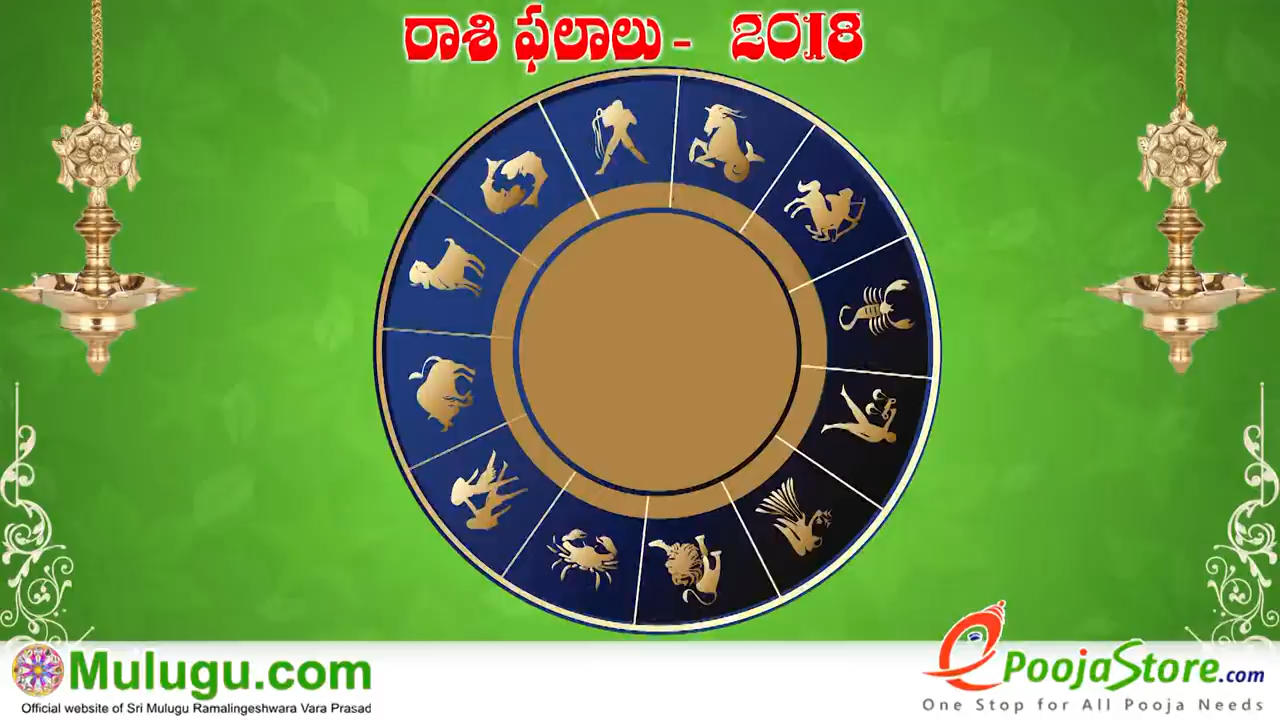 రాశి ఫలాలు - 2018
Mulugu.com
Official website of Sri Mulugu Ramalingeshwara Vara Prasad
ePoojaStore.com
One Stop for All Pooja Needs